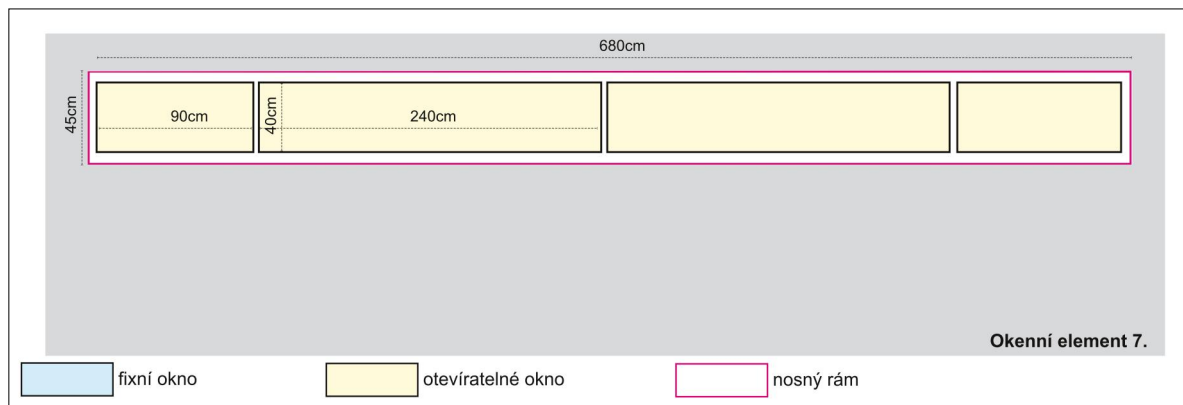 680cm
45cm
90cm
40cm
240cm
Okenní element 7.
fixní okno
otevíratelné okno
nosný rám